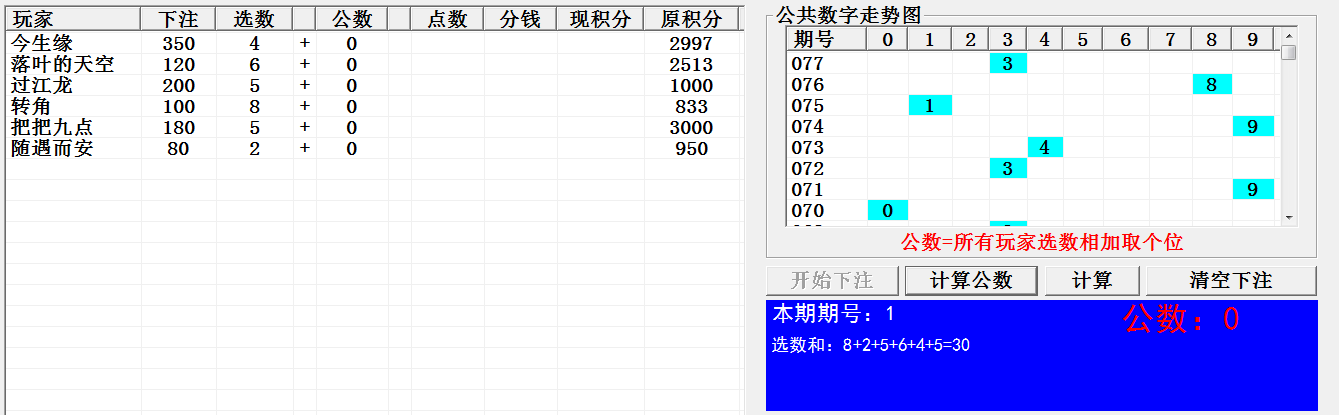 玩家 下注 选数 公数 点数 分钱 现积分 原积分
今生缘 350 4 + 0 2997
落叶的天空 120 6 + 0 2513
过江龙 200 5 + 0 1000
转角 100 8 + 0 833
把把九点 180 5 + 0 3000
随遇而安 80 2 + 0 950
公共数字走势图
期号 0 1 2 3 4 5 6 7 8 9
077 3
076 8
075 1
074 9
073 4
072 3
071 9
070 0
公数=所有玩家选数相加取个位
开始下注 计算公数 计算 清空下注
本期期号：1
公数：0
选数和：8+2+5+6+4+5=30